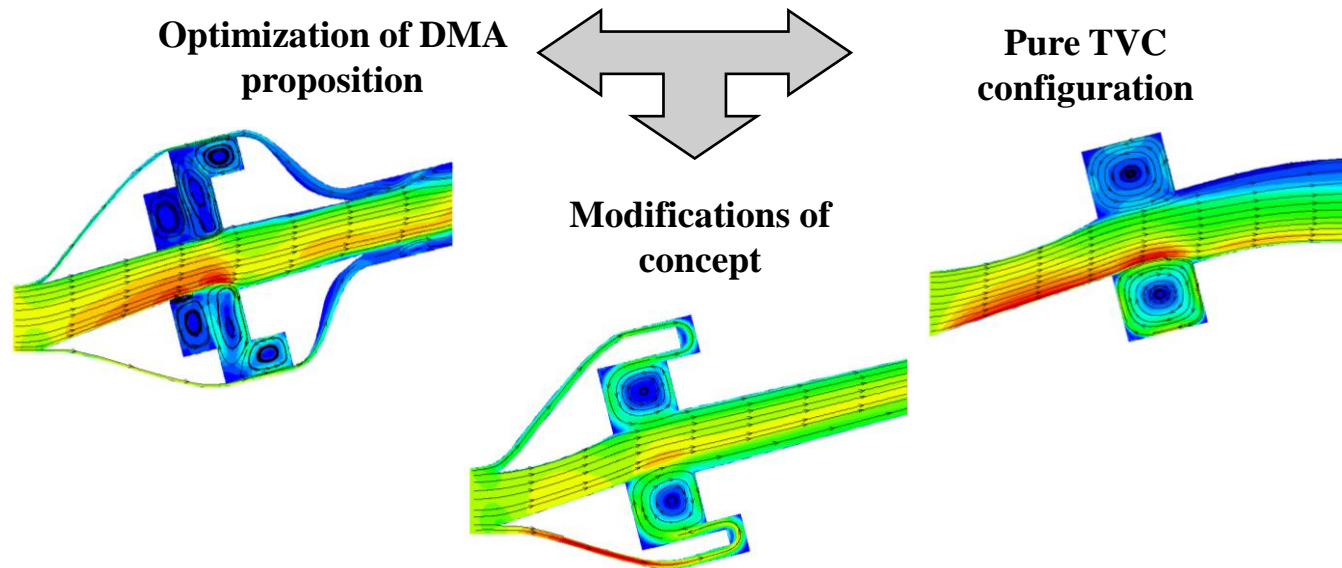 Optimization of DMA
proposition
Pure TVC
configuration
Modifications of
concept